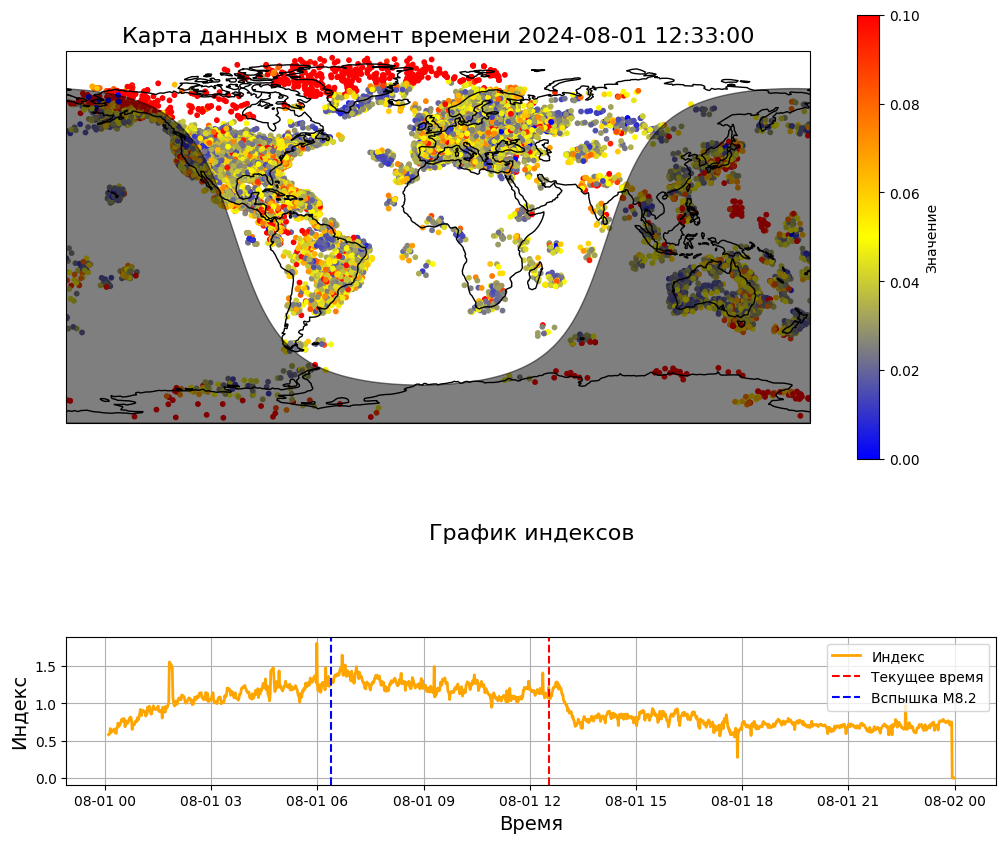 Карта данных в момент времени 2024-08-01 12:33:00
0.10
0.08
0.06
0.04
0.02
0.00
Значение
График индексов
Индекс
1.5
1.0
0.5
0.0
Индекс
Текущее время
Вспышка M8.2
08-01 00 08-01 03 08-01 06 08-01 09 08-01 12 08-01 15 08-01 18 08-01 21 08-02 00
Время